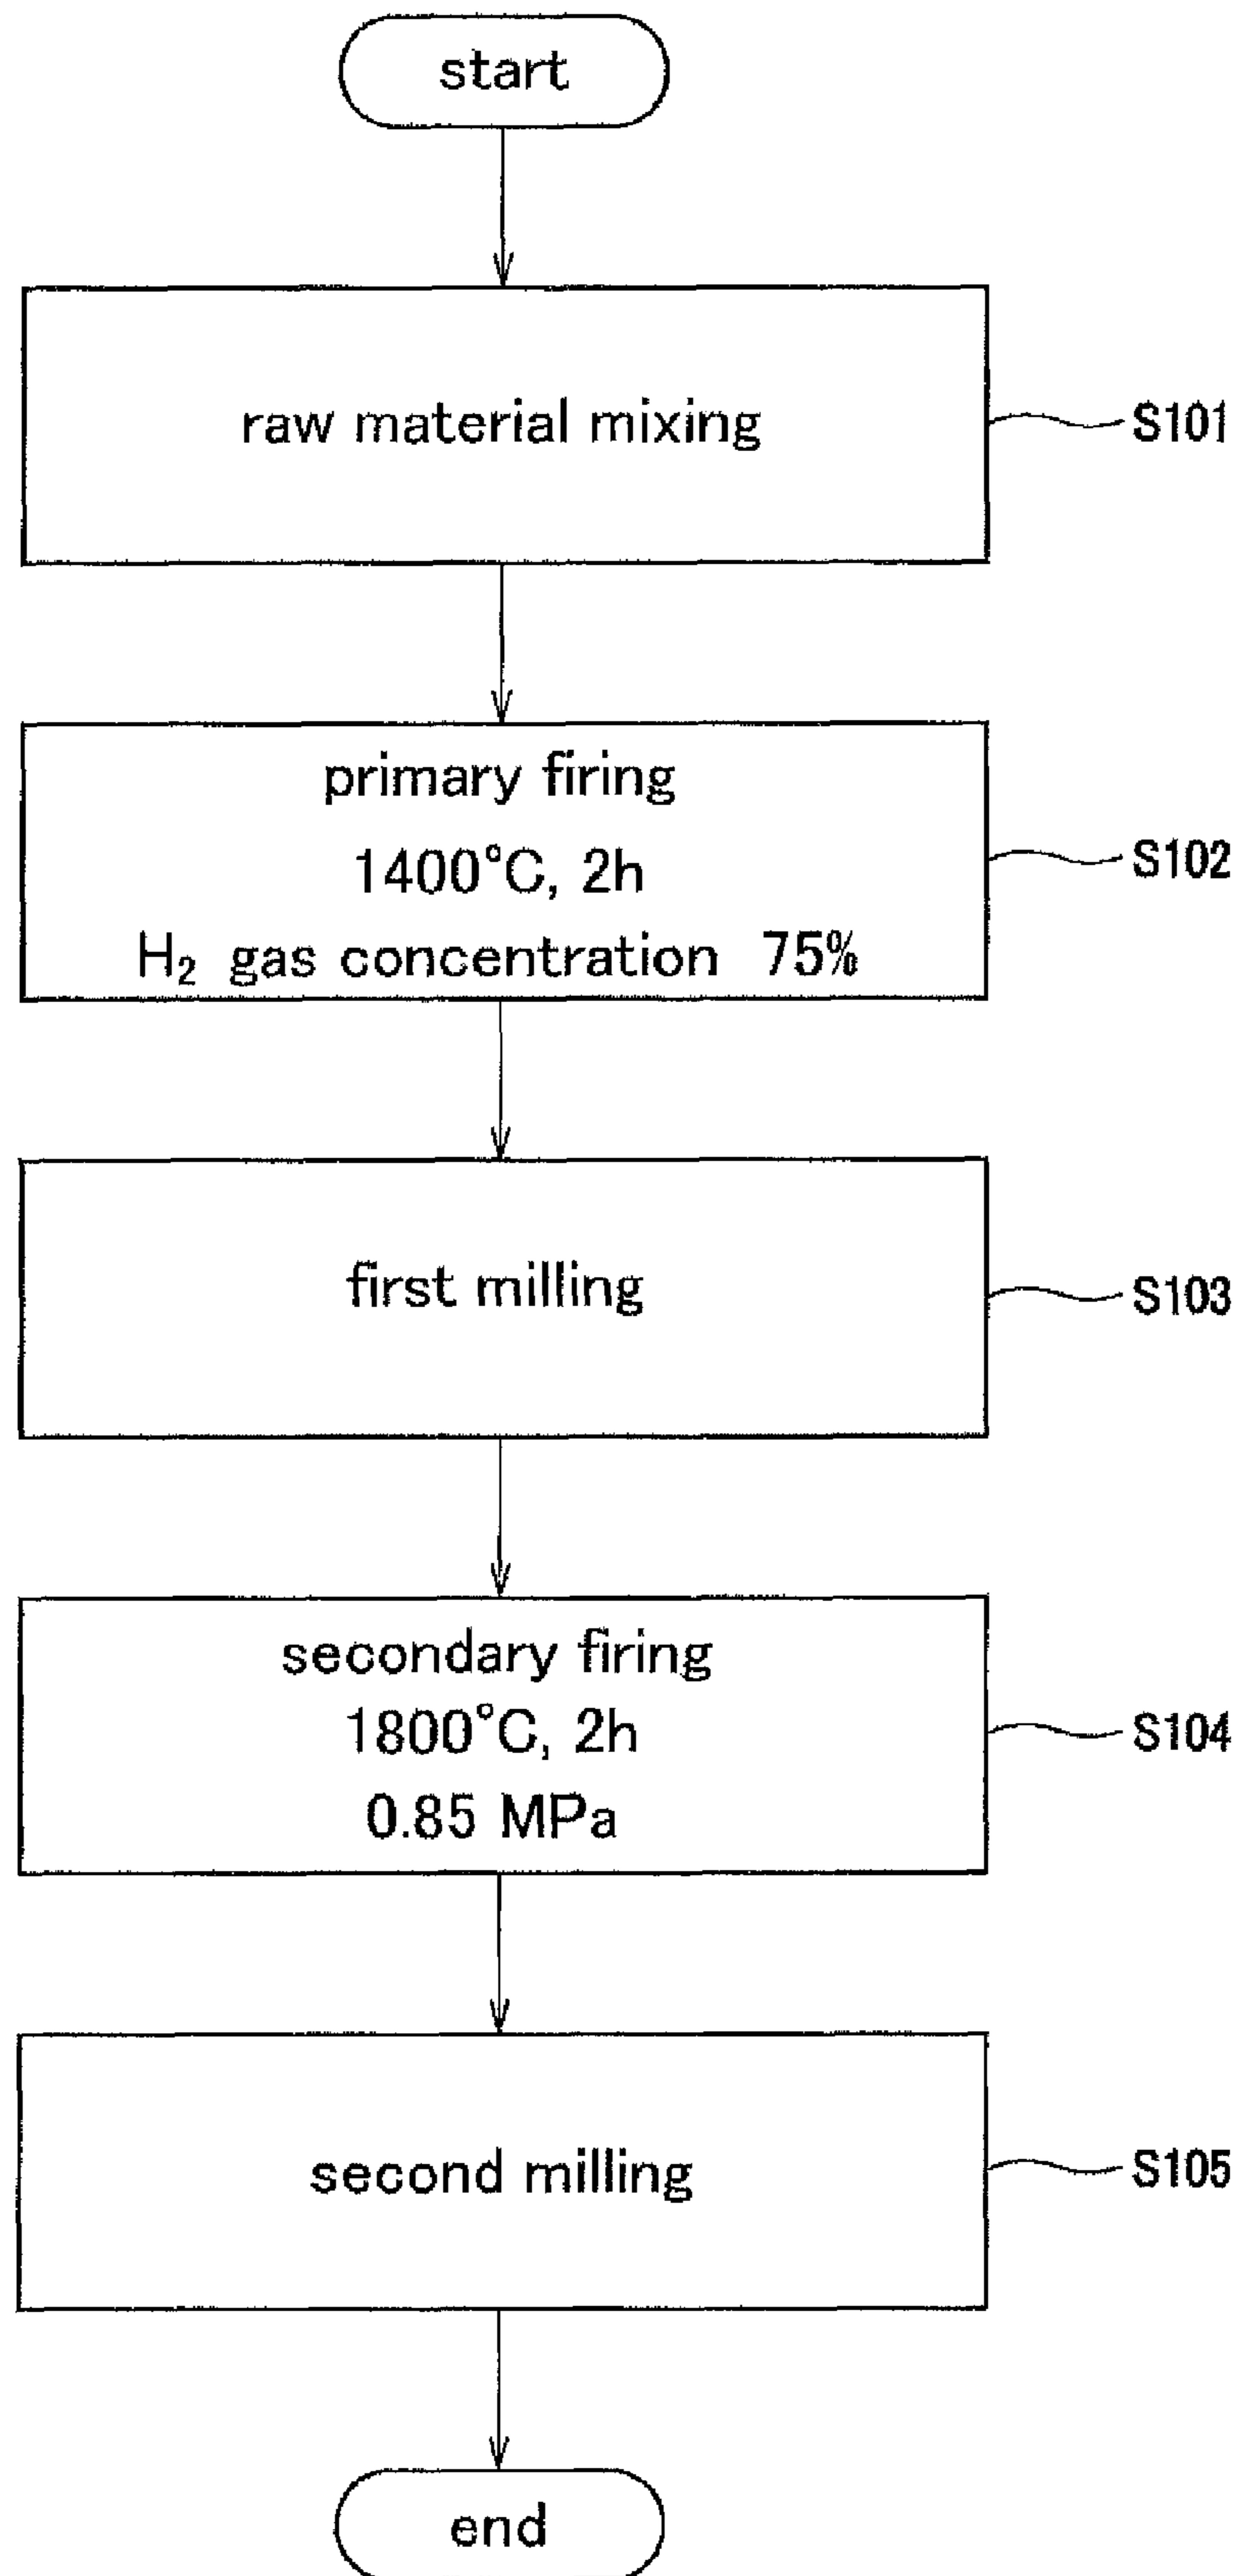 start
raw material mixing
S101
primary firing
1400°C, 2h
H₂ gas concentration 75%
S102
first milling
S103
secondary firing
1800°C, 2h
0.85 MPa
S104
second milling
S105
end